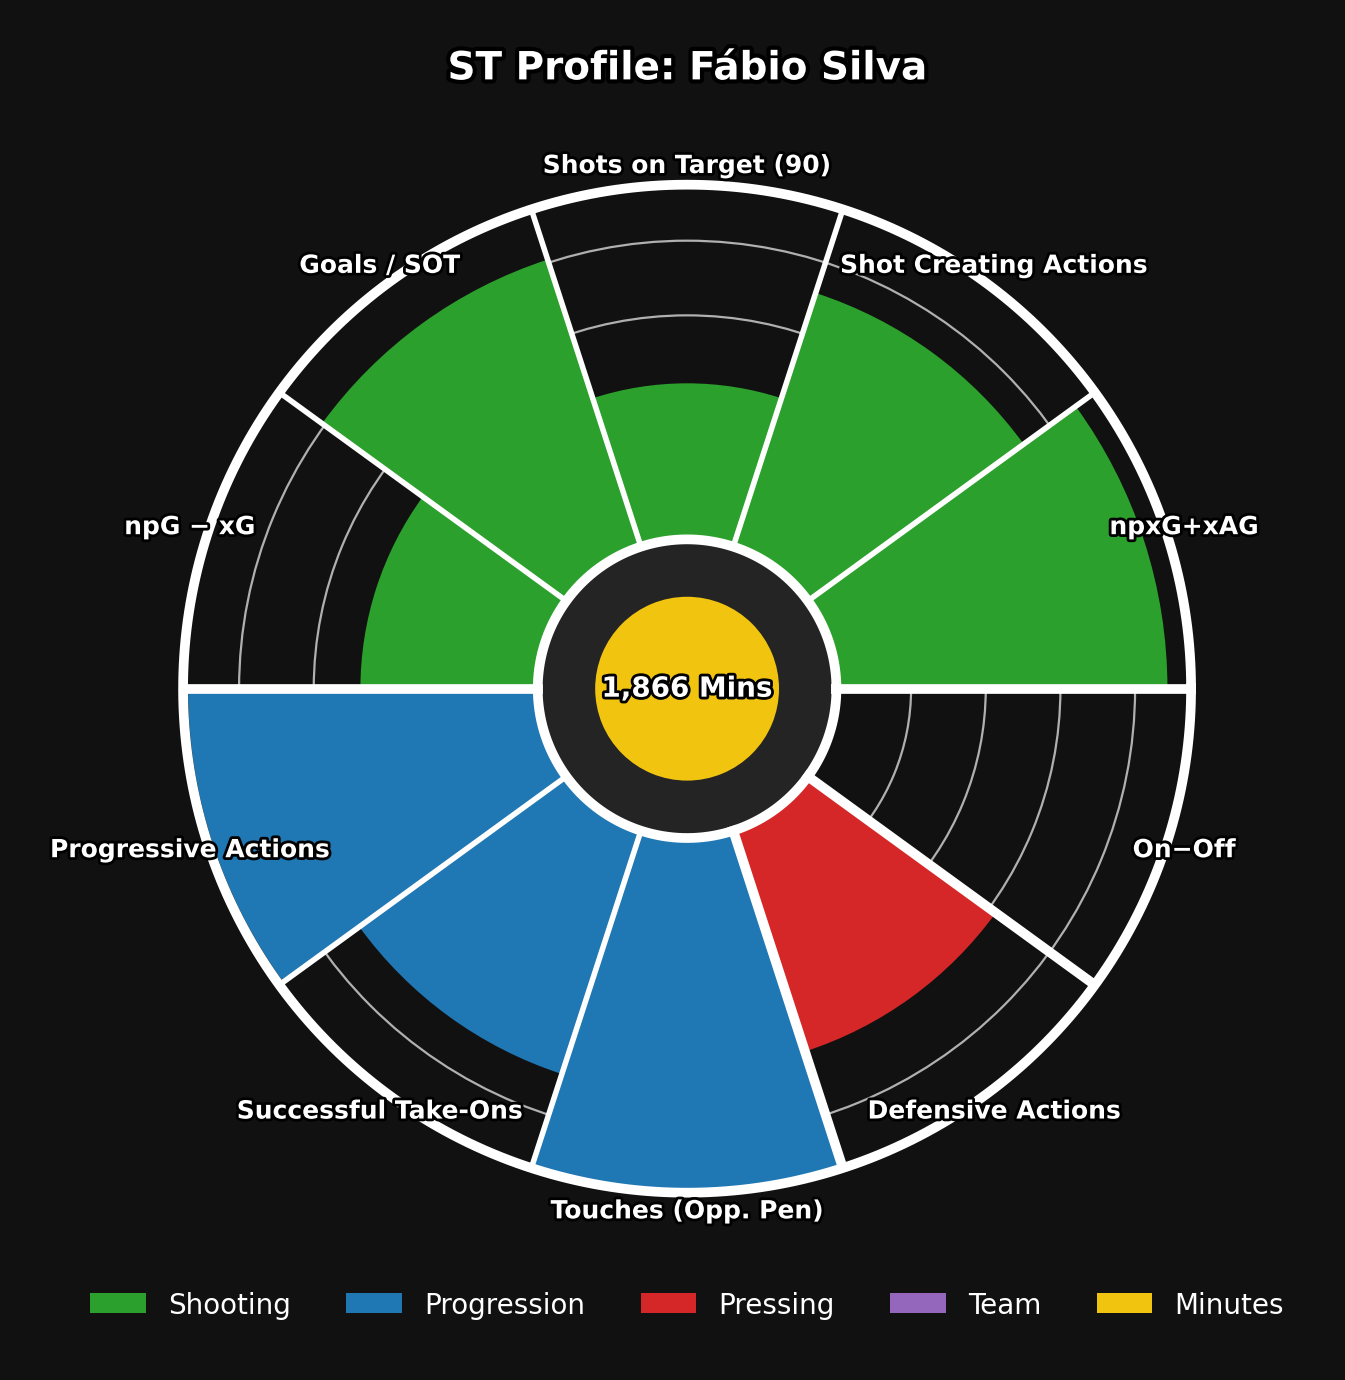 ST Profile: Fábio Silva
Shots on Target (90)
Goals / SOT
Shot Creating Actions
npG − xG
npxG+xAG
1,866 Mins
Progressive Actions
On−Off
Successful Take-Ons
Defensive Actions
Touches (Opp. Pen)
Shooting
Progression
Pressing
Team
Minutes